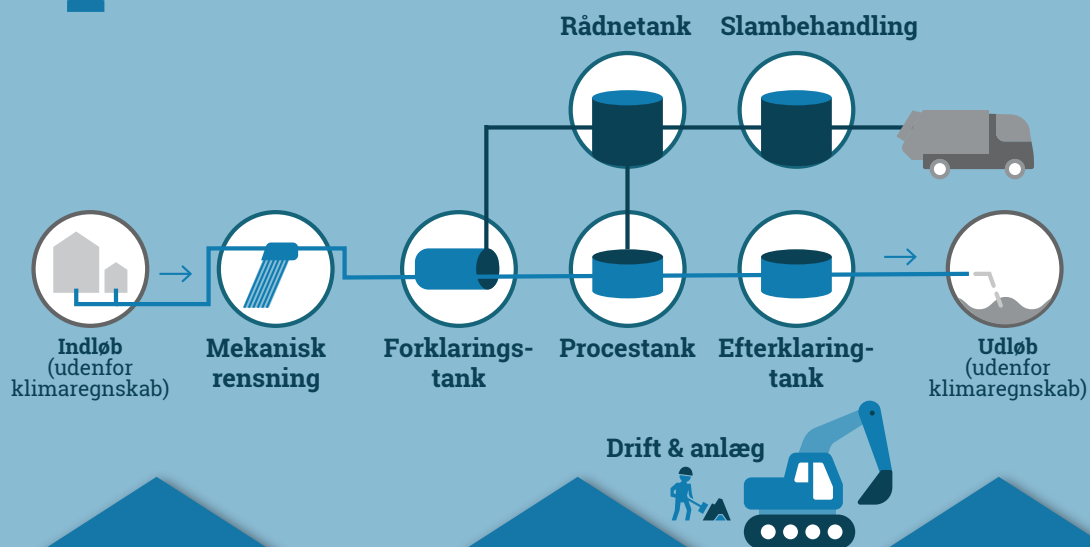 Rådnetank
Slambehandling
Indløb
(udenfor
klimaregnskab)
Mekanisk
rensning
Forklarings-
tank
Procestank
Efterklaring-
tank
Udløb
(udenfor
klimaregnskab)
Drift & anlæg